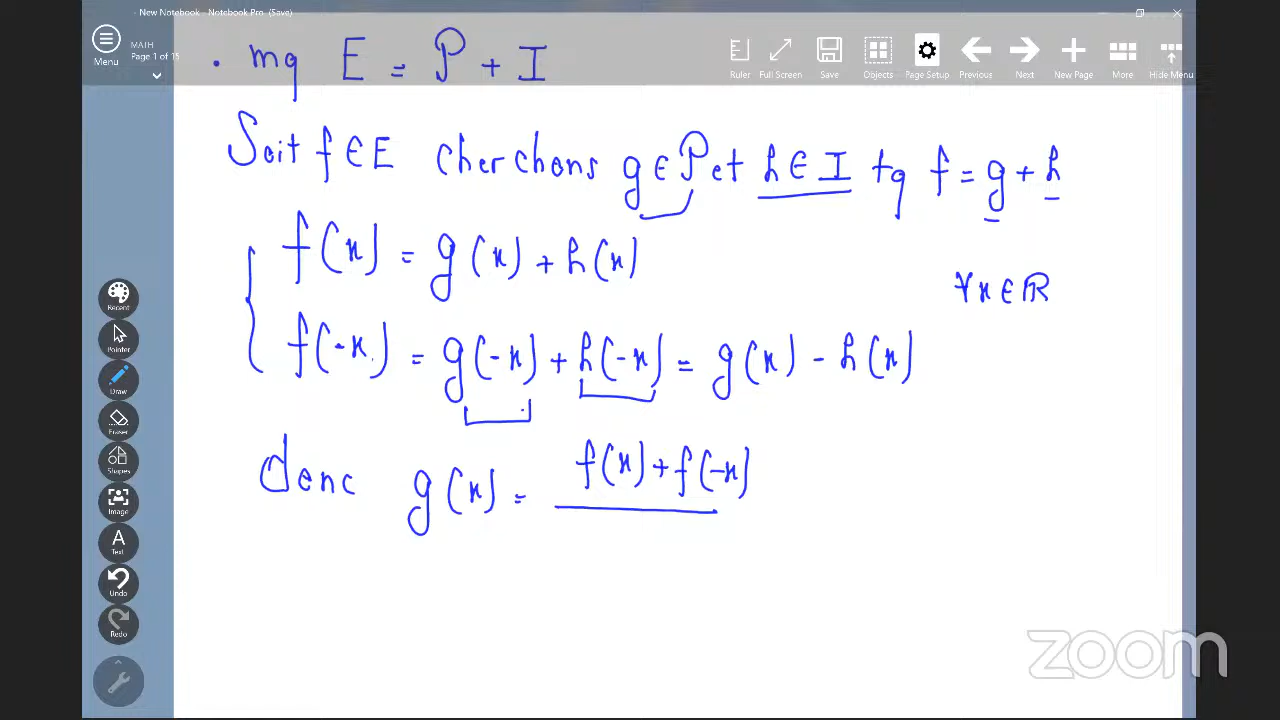 - New Notebook - Notebook Pro. (Save)
Menu
MATH
Page 1 of 15
Ruler Full Screen Save Objects Page Setup Previous Next New Page More Hide Menu
• mq E = P + I
Soit f ∈ E cherchons g ∈ P et h ∈ I tq f = g + h
f(x) = g(x) + h(x)
∀x ∈ ℝ
f(-x) = g(-x) + h(-x) = g(x) - h(x)
donc g(x) = f(x) + f(-x)
Recent
Pointer
Draw
Eraser
Shapes
Image
Text
Undo
Redo
zoom